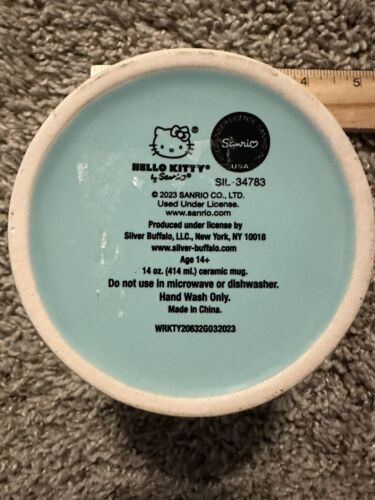 HELLO KITTY®
by Sanrio®
®
Sanrio
USA
SIL-34783
© 2023 SANRIO CO., LTD.
Used Under License.
www.sanrio.com
Produced under license by
Silver Buffalo, LLC., New York, NY 10018
www.silver-buffalo.com
Age 14+
14 oz. (414 ml.) ceramic mug.
Do not use in microwave or dishwasher.
Hand Wash Only.
Made in China.
WRKTY20632G032023
4
5